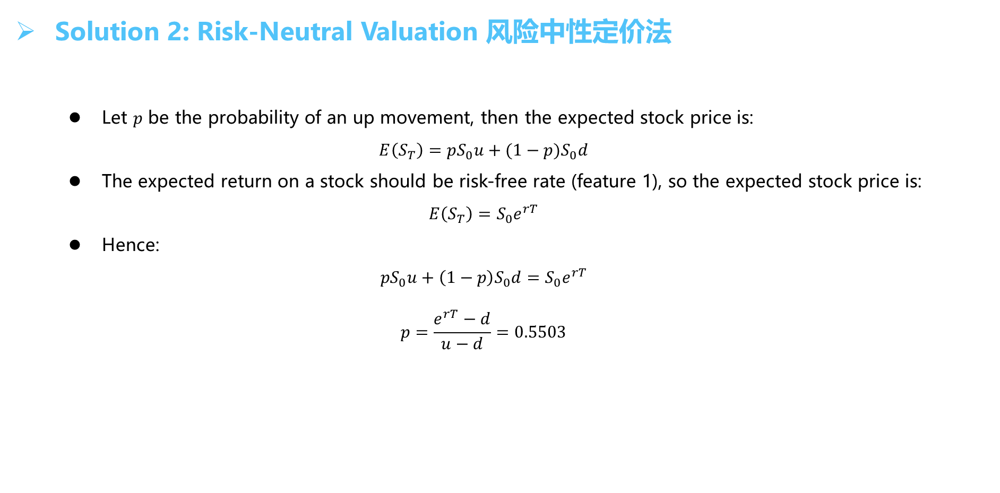 ➢ Solution 2: Risk-Neutral Valuation 风险中性定价法
● Let p be the probability of an up movement, then the expected stock price is:
E(S_T) = pS_0u + (1 − p)S_0d
● The expected return on a stock should be risk-free rate (feature 1), so the expected stock price is:
E(S_T) = S_0e^{rT}
● Hence:
pS_0u + (1 − p)S_0d = S_0e^{rT}
p = \frac{e^{rT} − d}{u − d} = 0.5503